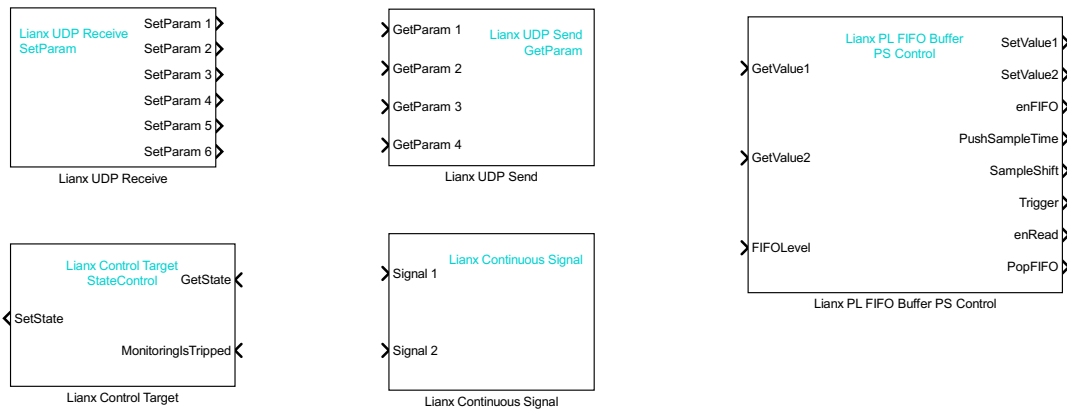 Lianx UDP Receive
SetParam
SetParam 1
SetParam 2
SetParam 3
SetParam 4
SetParam 5
SetParam 6
Lianx UDP Receive
GetParam 1
GetParam 2
GetParam 3
GetParam 4
Lianx UDP Send
GetParam
Lianx UDP Send
Lianx PL FIFO Buffer
PS Control
GetValue1
GetValue2
FIFOLevel
SetValue1
SetValue2
enFIFO
PushSampleTime
SampleShift
Trigger
enRead
PopFIFO
Lianx PL FIFO Buffer PS Control
Lianx Control Target
StateControl
GetState
SetState
MonitoringIsTripped
Lianx Control Target
Lianx Continuous Signal
Signal 1
Signal 2
Lianx Continuous Signal